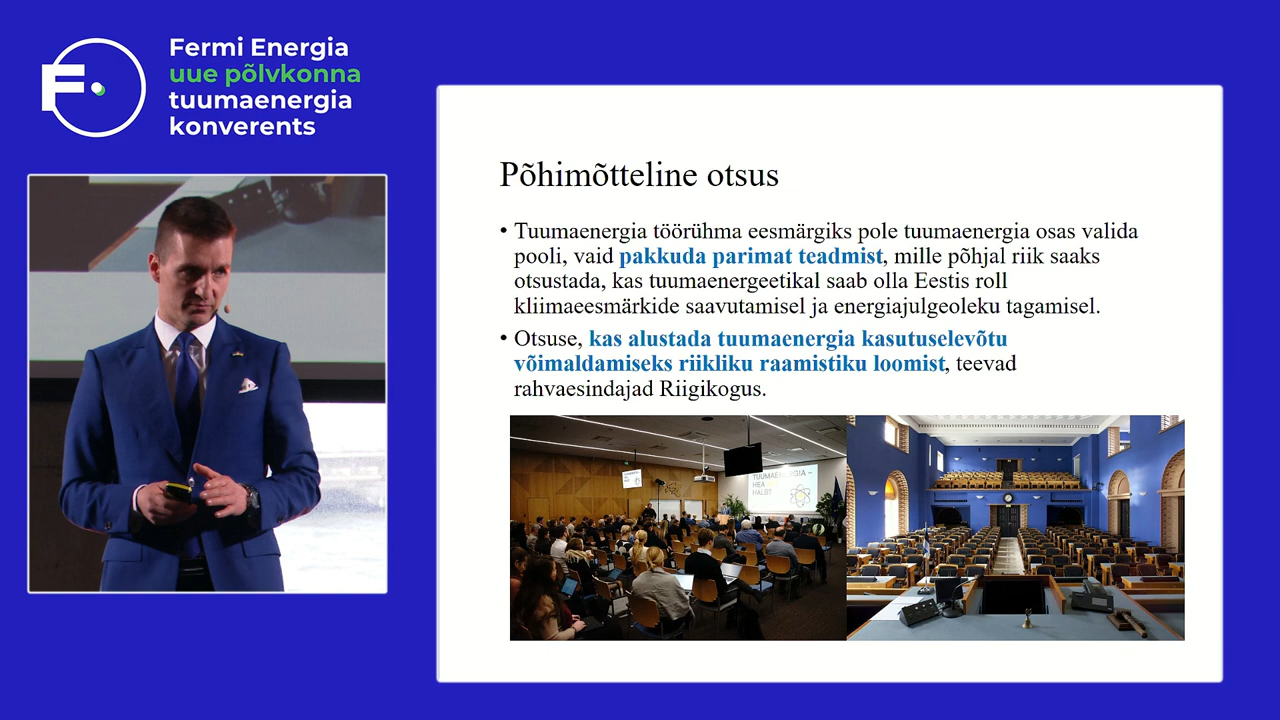 Fermi Energia
uue põlvkonna
tuumaenergia
konverents
Põhimõtteline otsus
• Tuumaenergia töörühma eesmärgiks pole tuumaenergia osas valida
pooli, vaid pakkuda parimat teadmist, mille põhjal riik saaks
otsustada, kas tuumaenergeetikal saab olla Eestis roll
kliimaeesmärkide saavutamisel ja energiajulgeoleku tagamisel.
• Otsuse, kas alustada tuumaenergia kasutuselevõtu
võimaldamiseks riikliku raamistiku loomist, teevad
rahvaesindajad Riigikogus.
TUUMAENERGIA –
HEA
HALB?